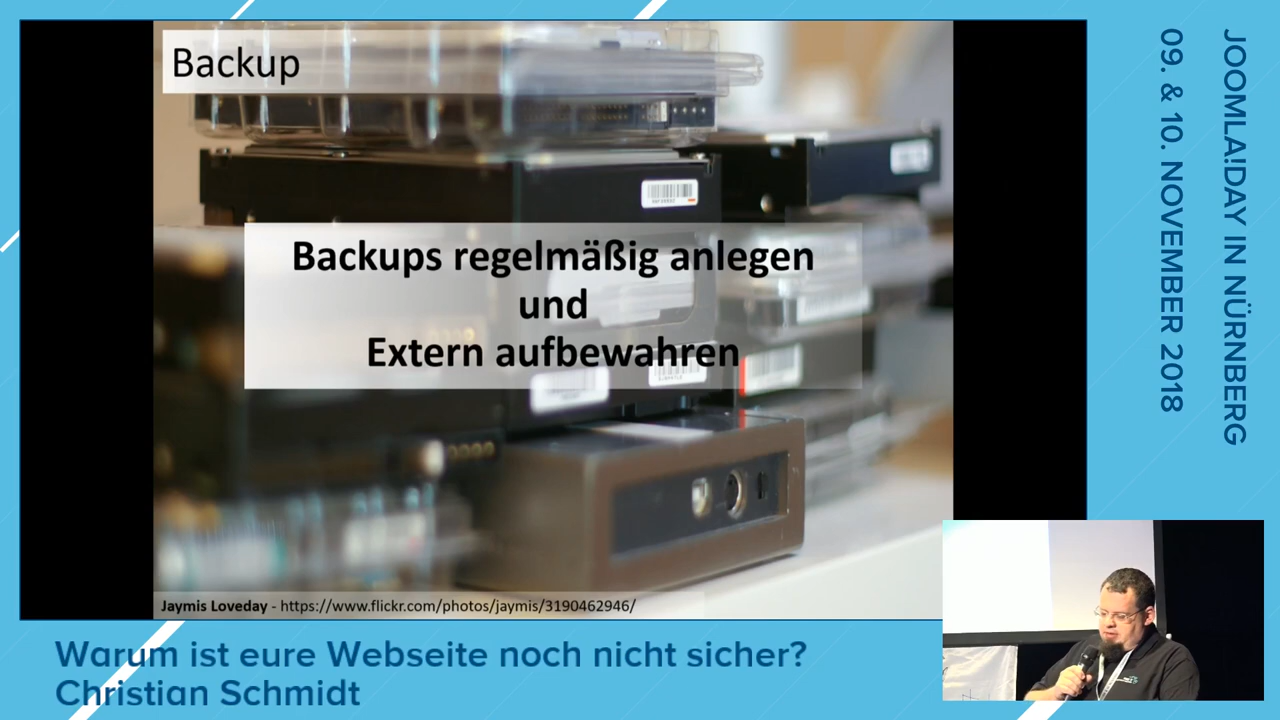 Backup
Backups regelmäßig anlegen
und
Extern aufbewahren
Jaymis Loveday - https://www.flickr.com/photos/jaymis/3190462946/
JOOMLA!DAY IN NÜRNBERG
09. & 10. NOVEMBER 2018
Warum ist eure Webseite noch nicht sicher?
Christian Schmidt